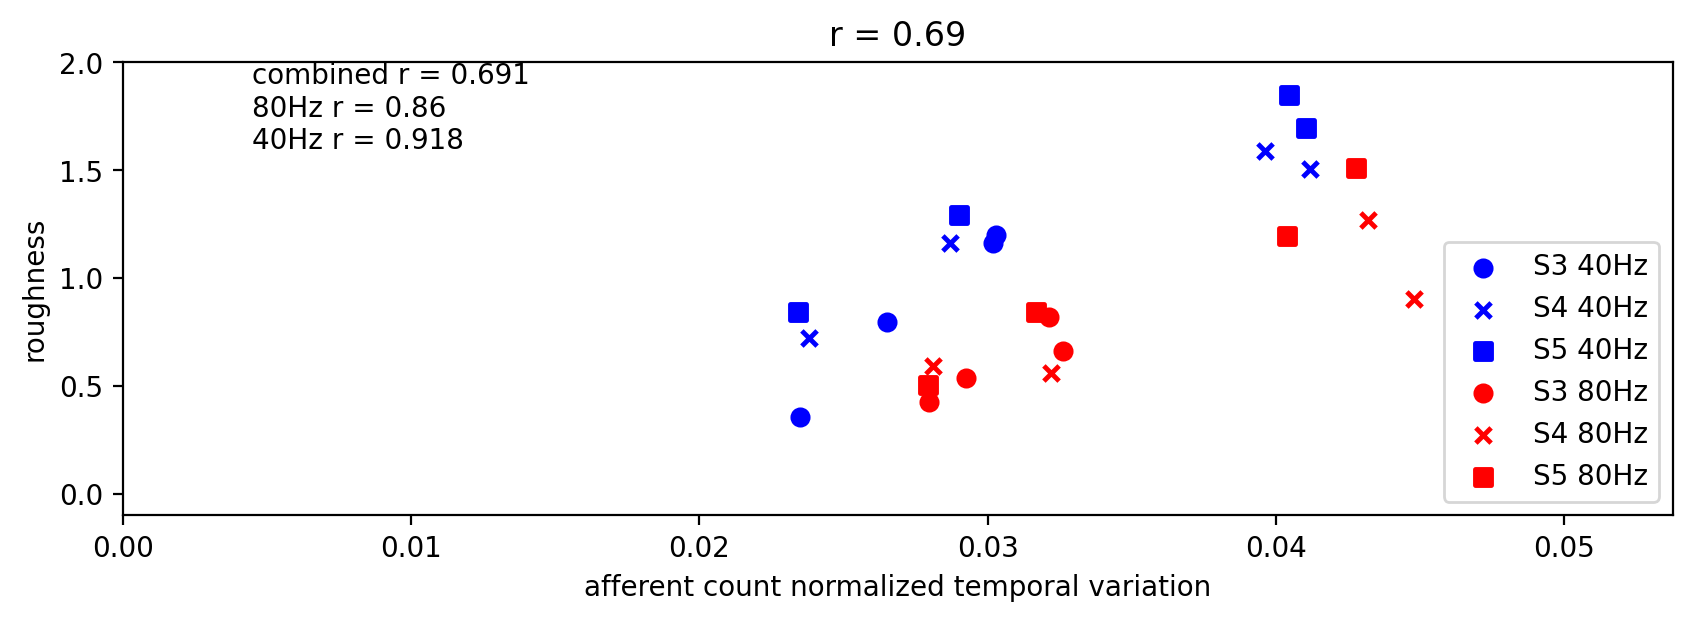 r = 0.69
combined r = 0.691
80Hz r = 0.86
40Hz r = 0.918
2.0
1.5
1.0
0.5
0.0
roughness
S3 40Hz
S4 40Hz
S5 40Hz
S3 80Hz
S4 80Hz
S5 80Hz
0.00 0.01 0.02 0.03 0.04 0.05
afferent count normalized temporal variation